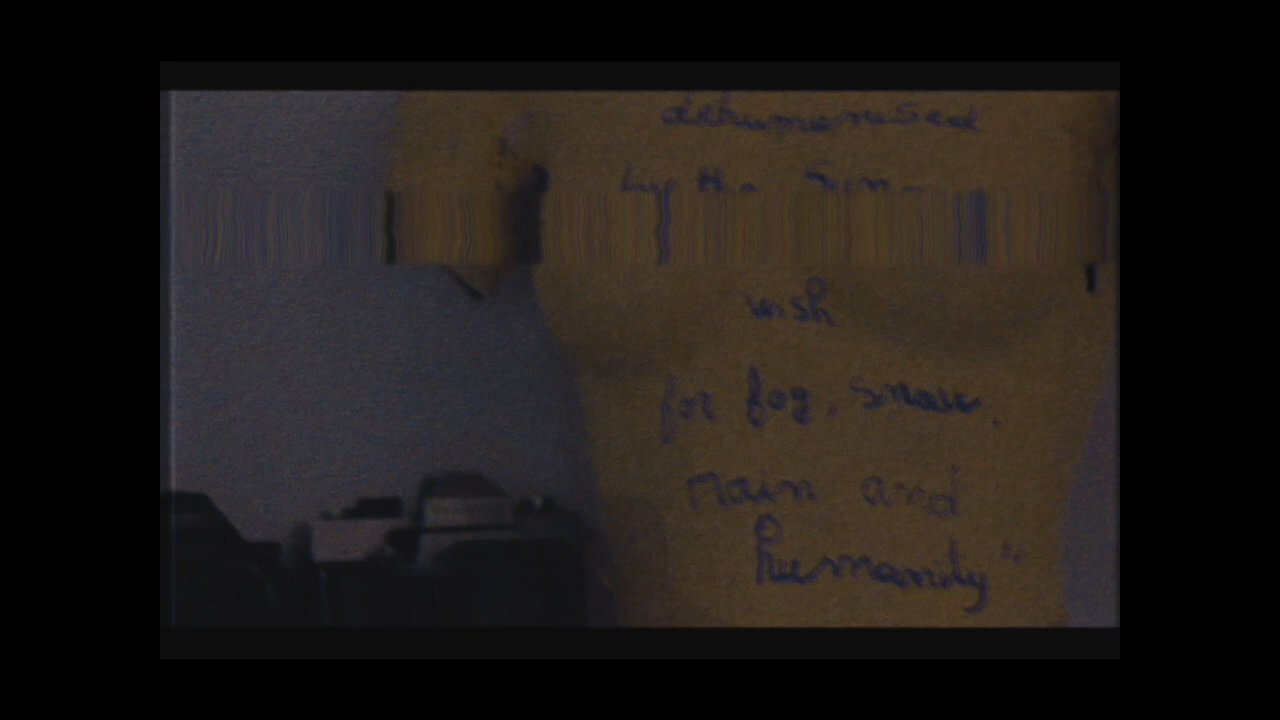 dehumanised
by the Sun
wish
for fog, snow,
rain and
humanity"